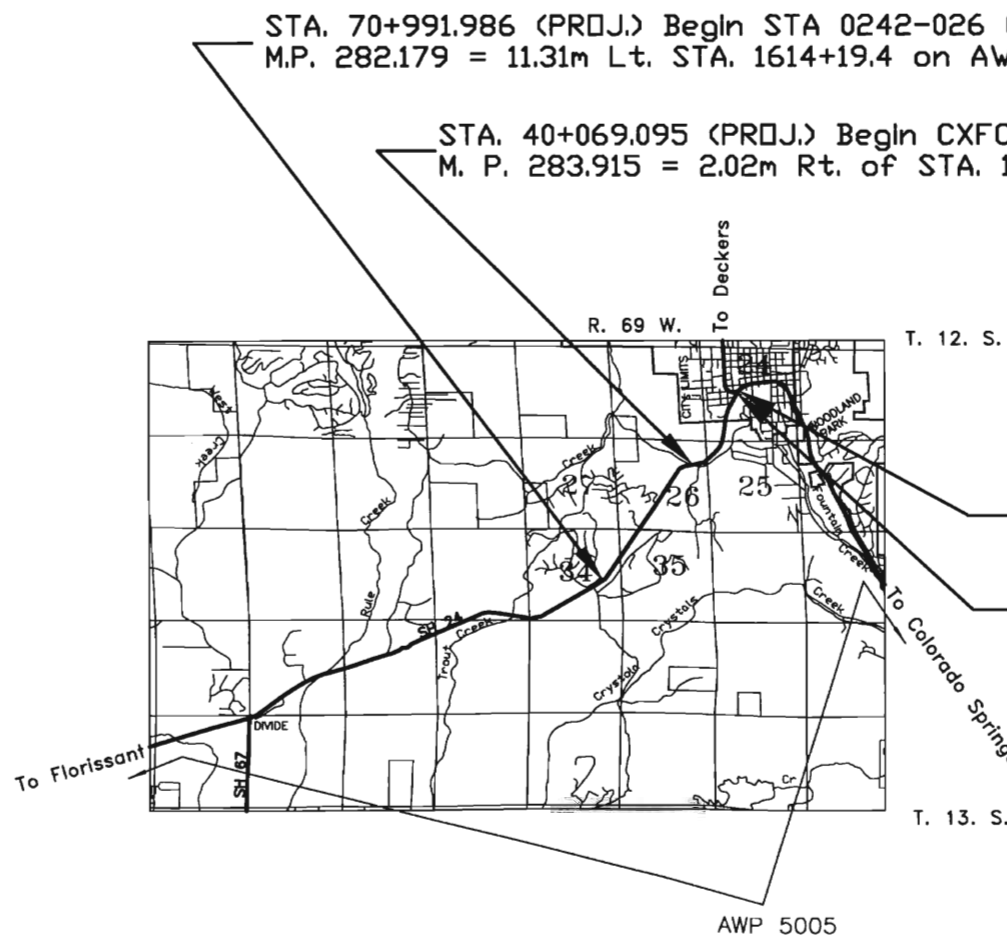 STA. 70+991.986 (PROJ.) Begin STA 0242-026
M.P. 282.179 = 11.31m Lt. STA. 1614+19.4 on AW
STA. 40+069.095 (PROJ.) Begin CXFC
M. P. 283.915 = 2.02m Rt. of STA. 1
To Deckers
R. 69 W.
T. 12. S.
CITY LIMITS
24
WOODLAND
PARK
West
Creek
Creek
Creek
26
25
Fountain
Creek
34
35
Rule
Crystola
Creek
To Colorado Springs
SH 24
Trout Creek
Crystola
DIVIDE
To Florissant
SH 67
2
Cr
T. 13. S.
AWP 5005